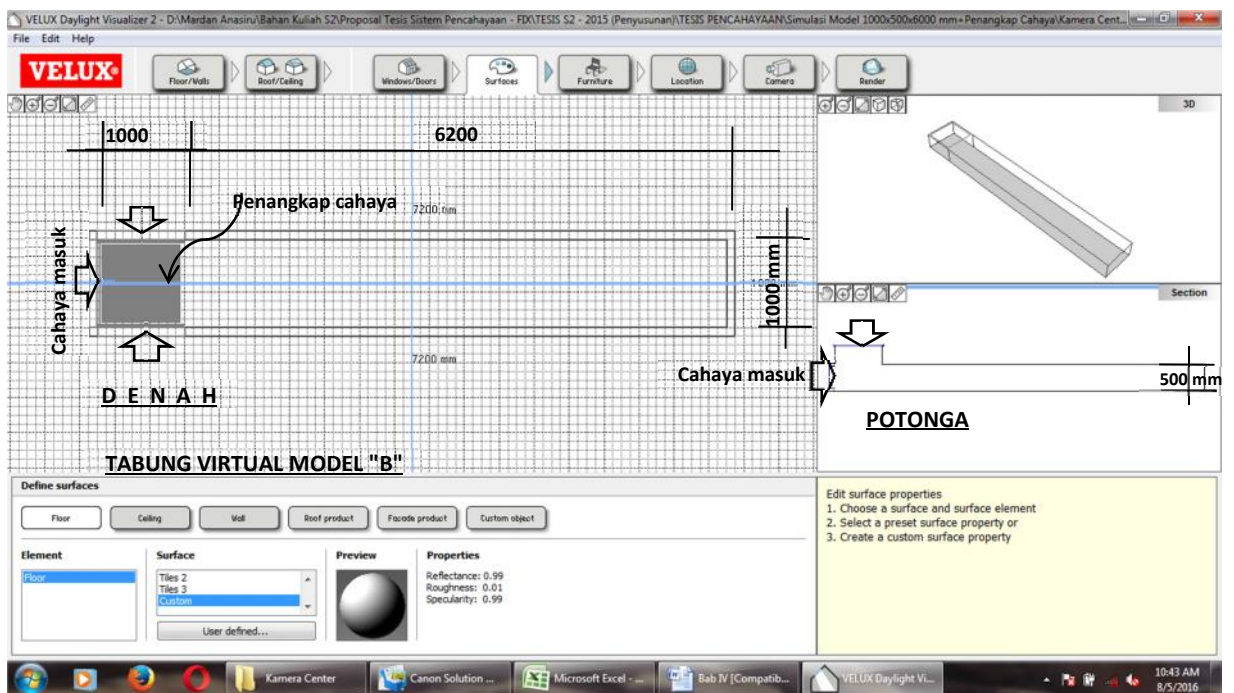 VELUX Daylight Visualizer 2 - D:\Mardan Anasiru\Bahan Kuliah S2\Proposal Tesis Sistem Pencahayaan - FIX\TESIS S2 - 2015 (Penyusunan)\TESIS PENCAHAYAAN\Simulasi Model 1000x500x6000 mm+Penangkap Cahaya\Kamera Cent...
File Edit Help
VELUX
Floor/Walls
Roof/Ceiling
Windows/Doors
Surfaces
Furniture
Location
Camera
Render
3D
1000
6200
Penangkap cahaya
7200 mm
Cahaya masuk
1000 mm
7200 mm
D E N A H
TABUNG VIRTUAL MODEL "B"
Section
Cahaya masuk
500 mm
POTONGA
Define surfaces
Floor
Ceiling
Wall
Roof product
Facade product
Custom object
Element
Surface
Preview
Properties
Floor
Tiles 2
Tiles 3
Custom
User defined...
Reflectance: 0.99
Roughness: 0.01
Specularity: 0.99
Edit surface properties
1. Choose a surface and surface element
2. Select a preset surface property or
3. Create a custom surface property
Kamera Center
Canon Solution ...
Microsoft Excel - ...
Bab IV [Compatib...
VELUX Daylight Vi...
10:43 AM
8/5/2016